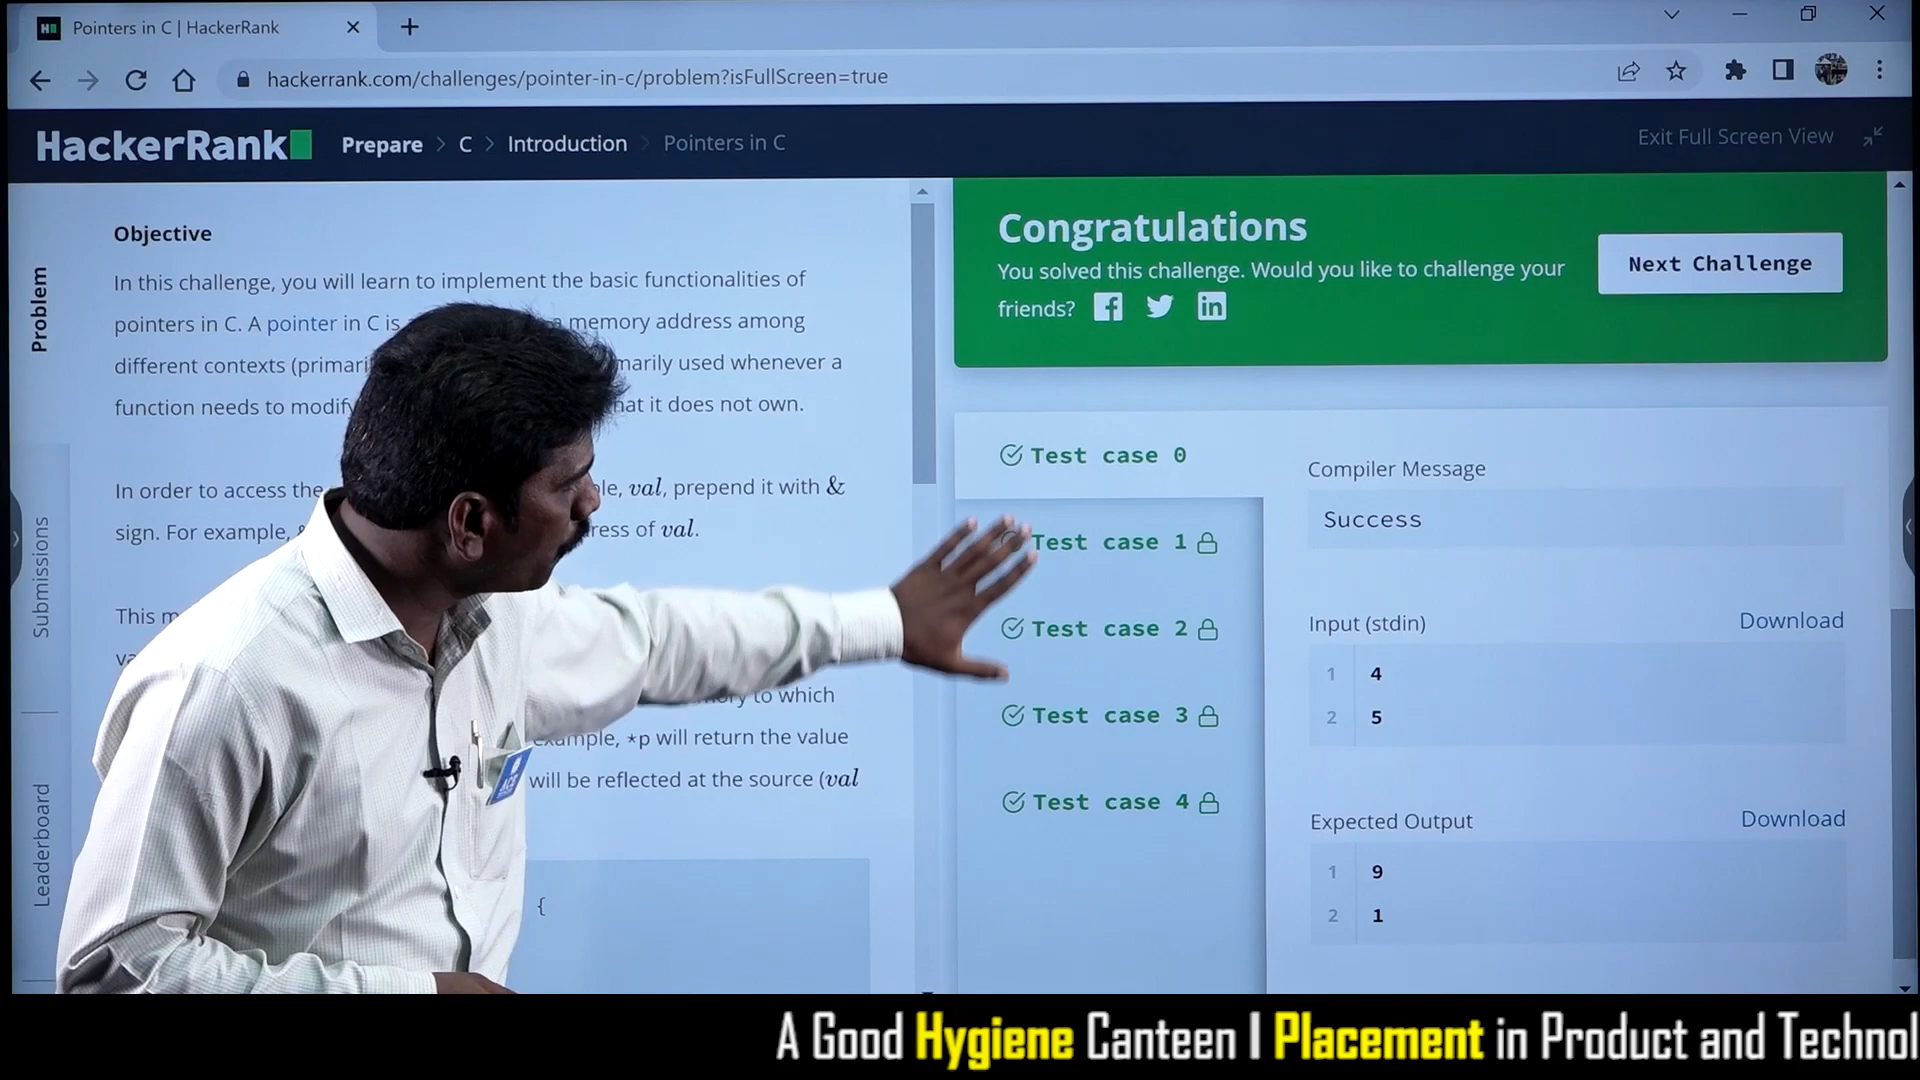 Pointers in C | HackerRank
hackerrank.com/challenges/pointer-in-c/problem?isFullScreen=true
HackerRank
Prepare > C > Introduction > Pointers in C
Exit Full Screen View
Problem
Submissions
Leaderboard
Objective
In this challenge, you will learn to implement the basic functionalities of
pointers in C. A pointer in C is a memory address among
different contexts (primari marily used whenever a
function needs to modify hat it does not own.
In order to access the le, val, prepend it with &
sign. For example, ress of val.
This m
va
to which
example, *p will return the value
will be reflected at the source (val
{
Congratulations
You solved this challenge. Would you like to challenge your
friends?
Next Challenge
Test case 0
Test case 1
Test case 2
Test case 3
Test case 4
Compiler Message
Success
Input (stdin)
Download
1 4
2 5
Expected Output
Download
1 9
2 1
A Good Hygiene Canteen | Placement in Product and Technol